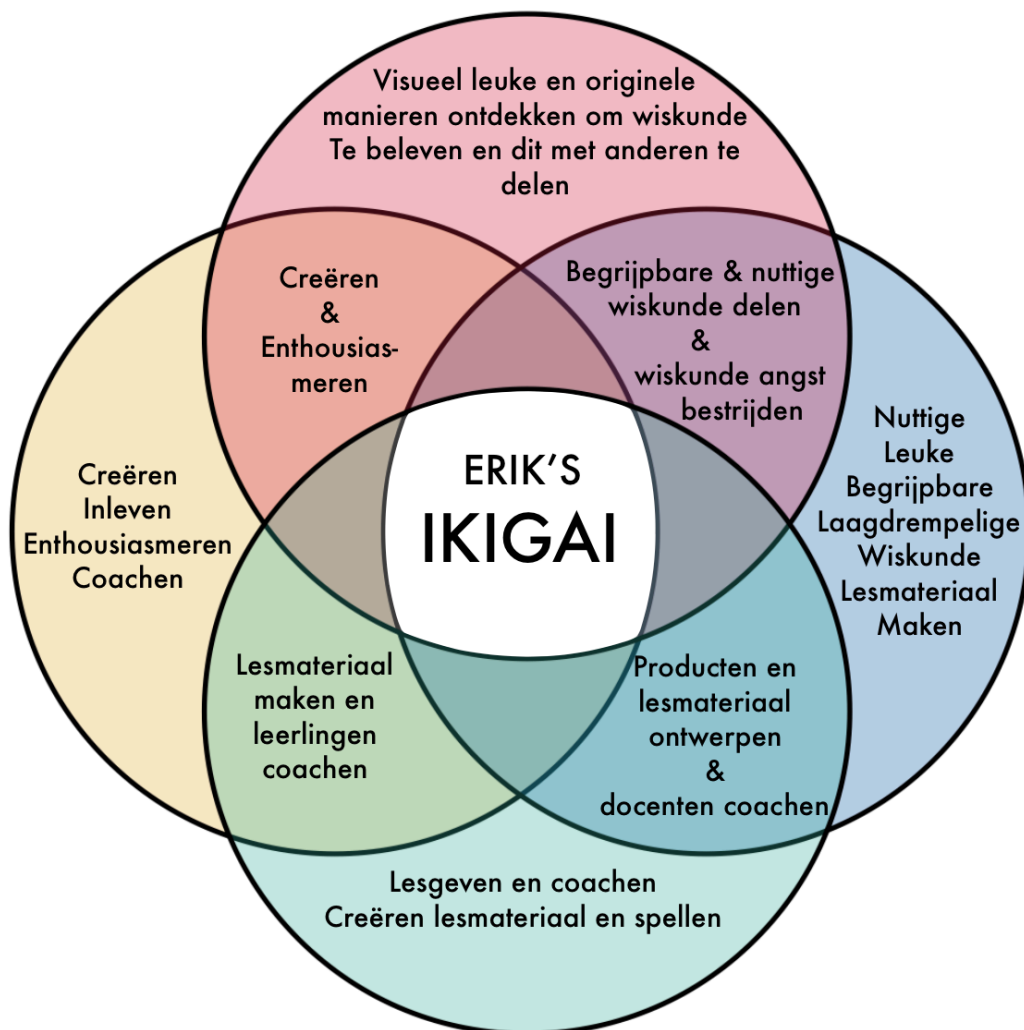 Visueel leuke en originele
manieren ontdekken om wiskunde
Te beleven en dit met anderen te
delen
Creëren
&
Enthousias-
meren
Begrijpbare & nuttige
wiskunde delen
&
wiskunde angst
bestrijden
Creëren
Inleven
Enthousiasmeren
Coachen
ERIK'S
IKIGAI
Nuttige
Leuke
Begrijpbare
Laagdrempelige
Wiskunde
Lesmateriaal
Maken
Lesmateriaal
maken en
leerlingen
coachen
Producten en
lesmateriaal
ontwerpen
&
docenten coachen
Lesgeven en coachen
Creëren lesmateriaal en spellen